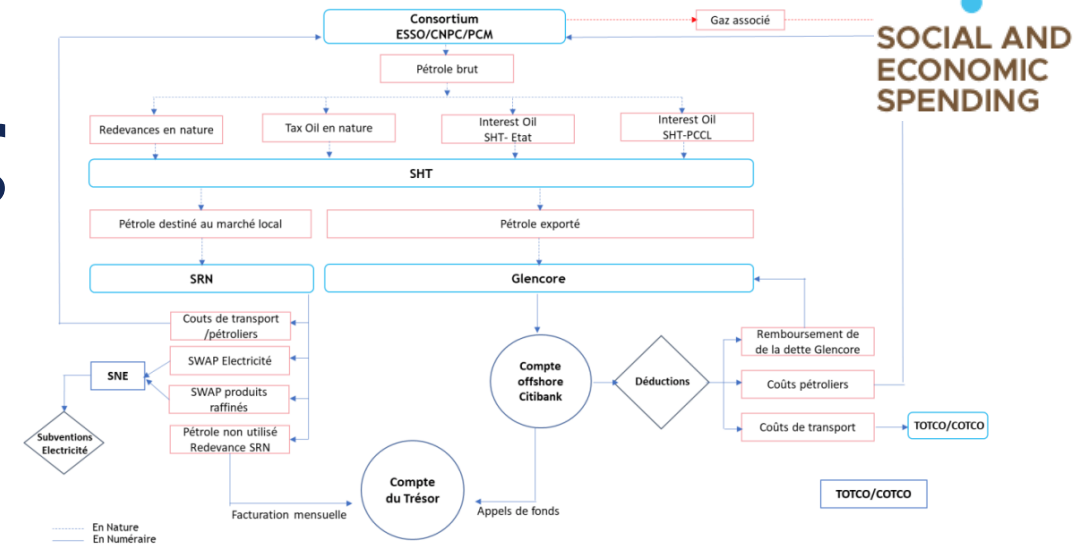 Consortium
ESSO/CNPC/PCM
Gaz associé
SOCIAL AND
ECONOMIC
SPENDING
Pétrole brut
Redevances en nature
Tax Oil en nature
Interest Oil
SHT- Etat
Interest Oil
SHT-PCCL
SHT
Pétrole destiné au marché local
Pétrole exporté
SRN
Glencore
Couts de transport
/pétroliers
SWAP Electricité
SNE
SWAP produits
raffinés
Subventions
Electricité
Pétrole non utilisé
Redevance SRN
Compte
offshore
Citibank
Déductions
Remboursement de
de la dette Glencore
Coûts pétroliers
Coûts de transport
TOTCO/COTCO
Compte
du Trésor
Facturation mensuelle
Appels de fonds
TOTCO/COTCO
En Nature
En Numéraire